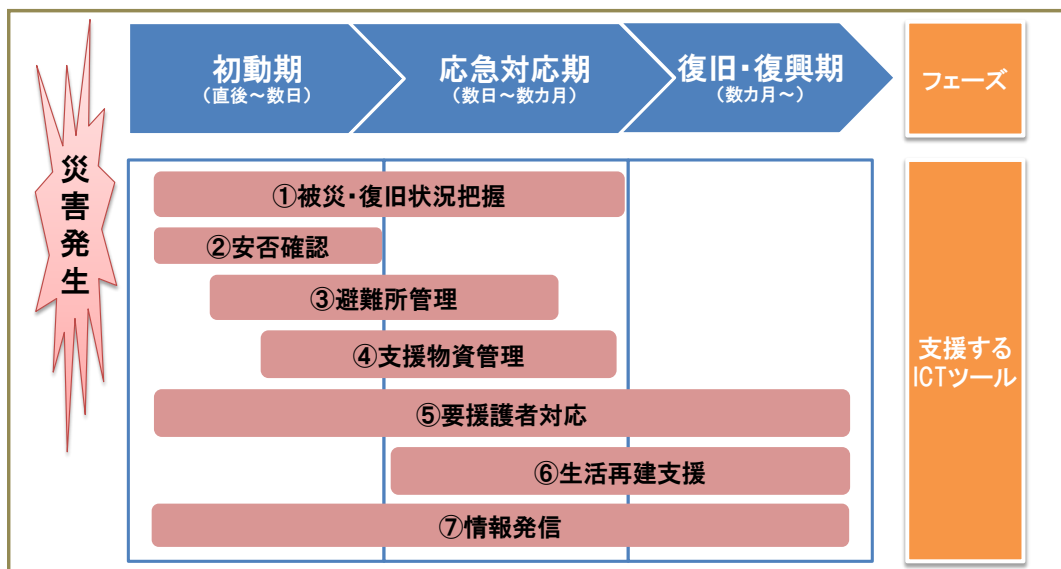 災害発生
初動期
（直後～数日）
応急対応期
（数日～数カ月）
復旧・復興期
（数カ月～）
フェーズ
①被災・復旧状況把握
②安否確認
③避難所管理
④支援物資管理
⑤要援護者対応
⑥生活再建支援
⑦情報発信
支援する
ICTツール